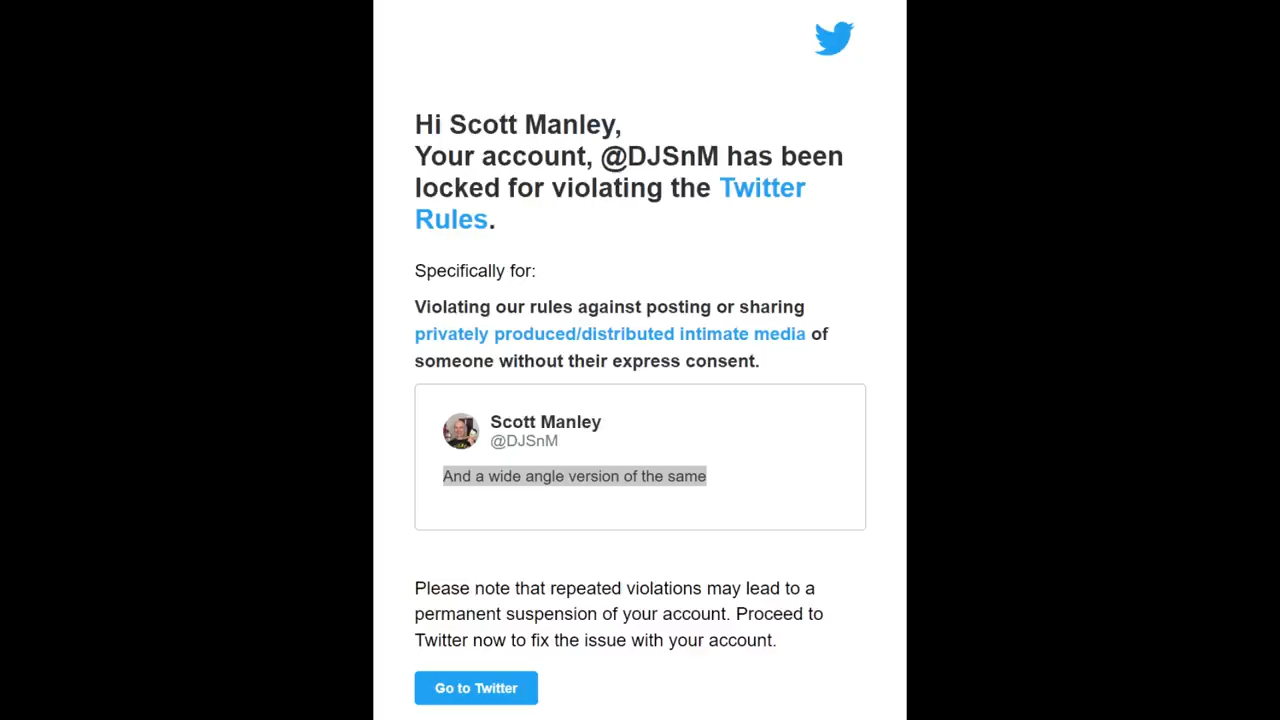 Hi Scott Manley,
Your account, @DJSnM has been
locked for violating the Twitter
Rules.
Specifically for:
Violating our rules against posting or sharing
privately produced/distributed intimate media of
someone without their express consent.
Scott Manley
@DJSnM
And a wide angle version of the same
Please note that repeated violations may lead to a
permanent suspension of your account. Proceed to
Twitter now to fix the issue with your account.
Go to Twitter